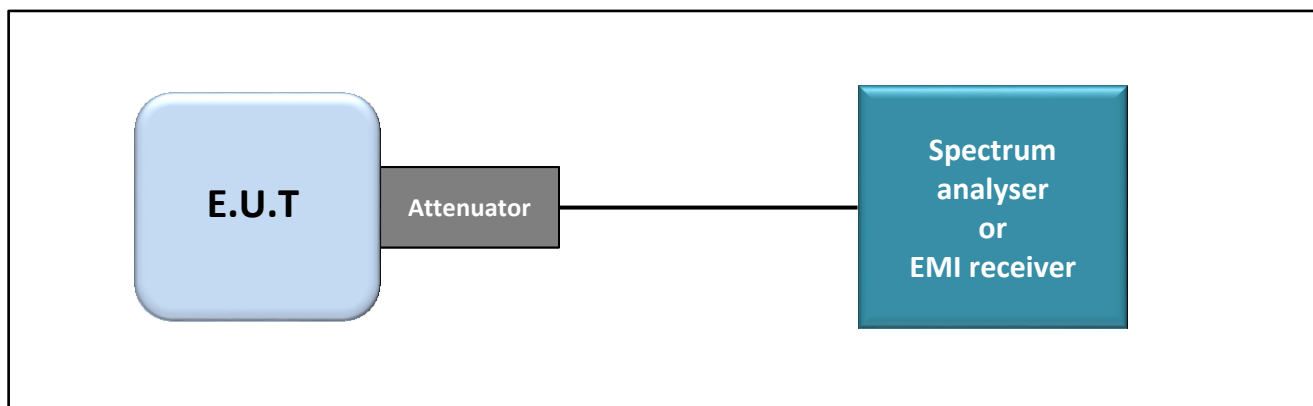 E.U.T
Attenuator
Spectrum
analyser
or
EMI receiver